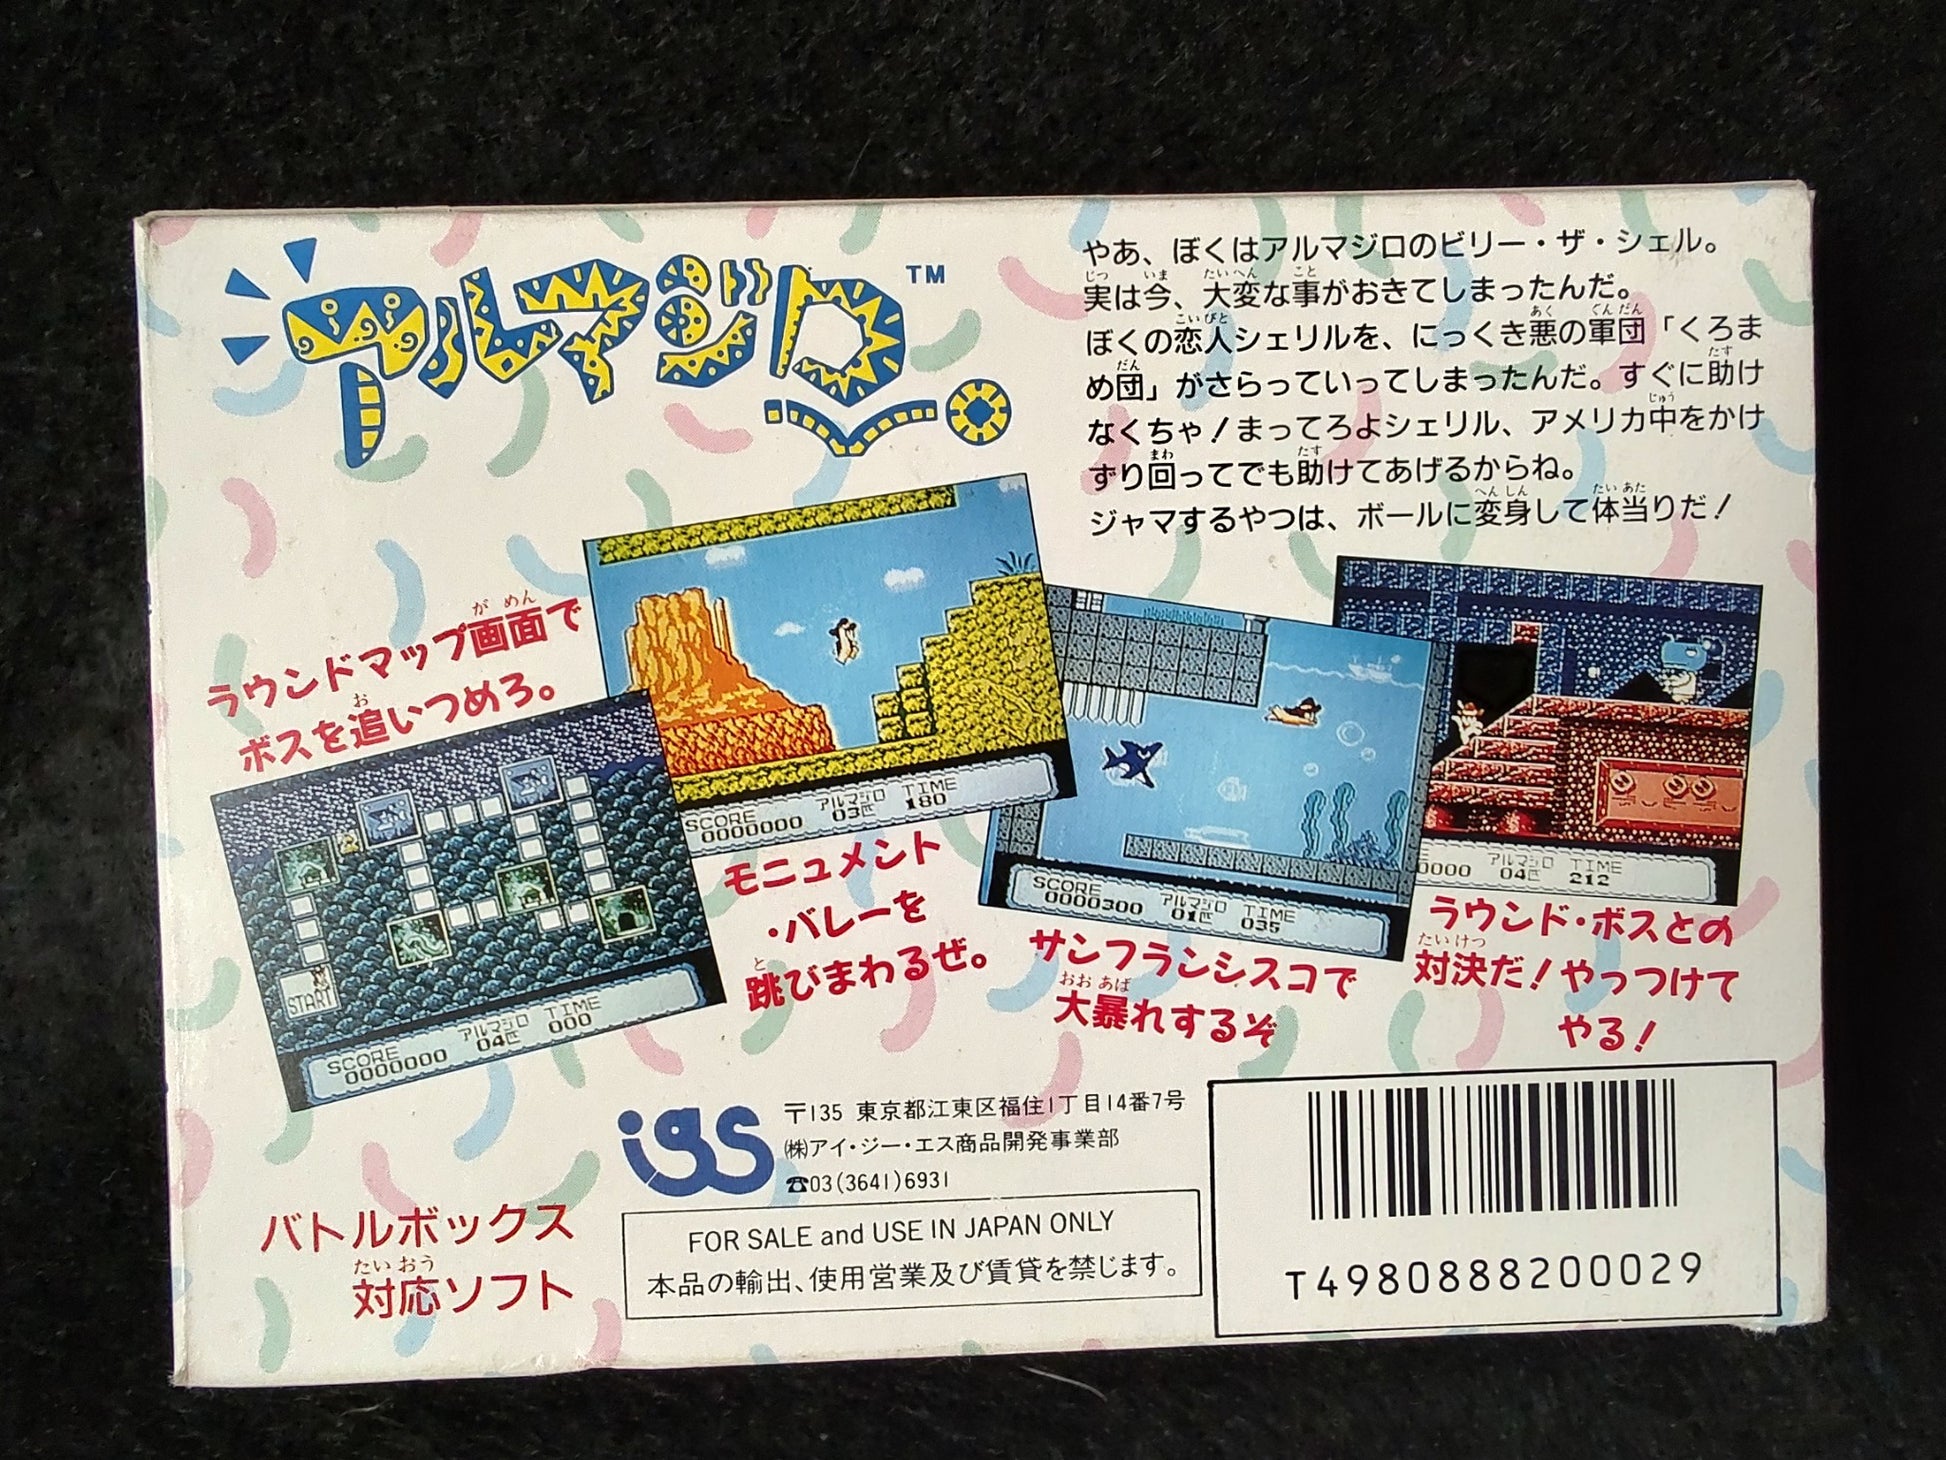 アルマジロ
TM
やあ、ぼくはアルマジロのビリー・ザ・シェル。
実は今、大変な事がおきてしまったんだ。
ぼくの恋人シェリルを、にっくき悪の軍団「くろま
め団」がさらっていってしまったんだ。すぐに助け
なくちゃ！まってろよシェリル、アメリカ中をかけ
ずり回ってでも助けてあげるからね。
ジャマするやつは、ボールに変身して体当りだ！
ラウンドマップ画面で
ボスを追いつめろ。
START
SCORE アルマジロ TIME
0000000 04匹 000
SCORE アルマジロ TIME
0000000 03匹 180
モニュメント
・バレーを
跳びまわるぜ。
SCORE アルマジロ TIME
0000300 01匹 035
サンフランシスコで
大暴れするぞ
アルマジロ TIME
0000 04匹 212
ラウンド・ボスとの
対決だ！やっつけて
やる！
igs
〒135 東京都江東区福住1丁目14番7号
(株)アイ・ジー・エス商品開発事業部
☎03(3641)6931
バトルボックス
対応ソフト
FOR SALE and USE IN JAPAN ONLY
本品の輸出、使用営業及び賃貸を禁じます。
T4980888200029